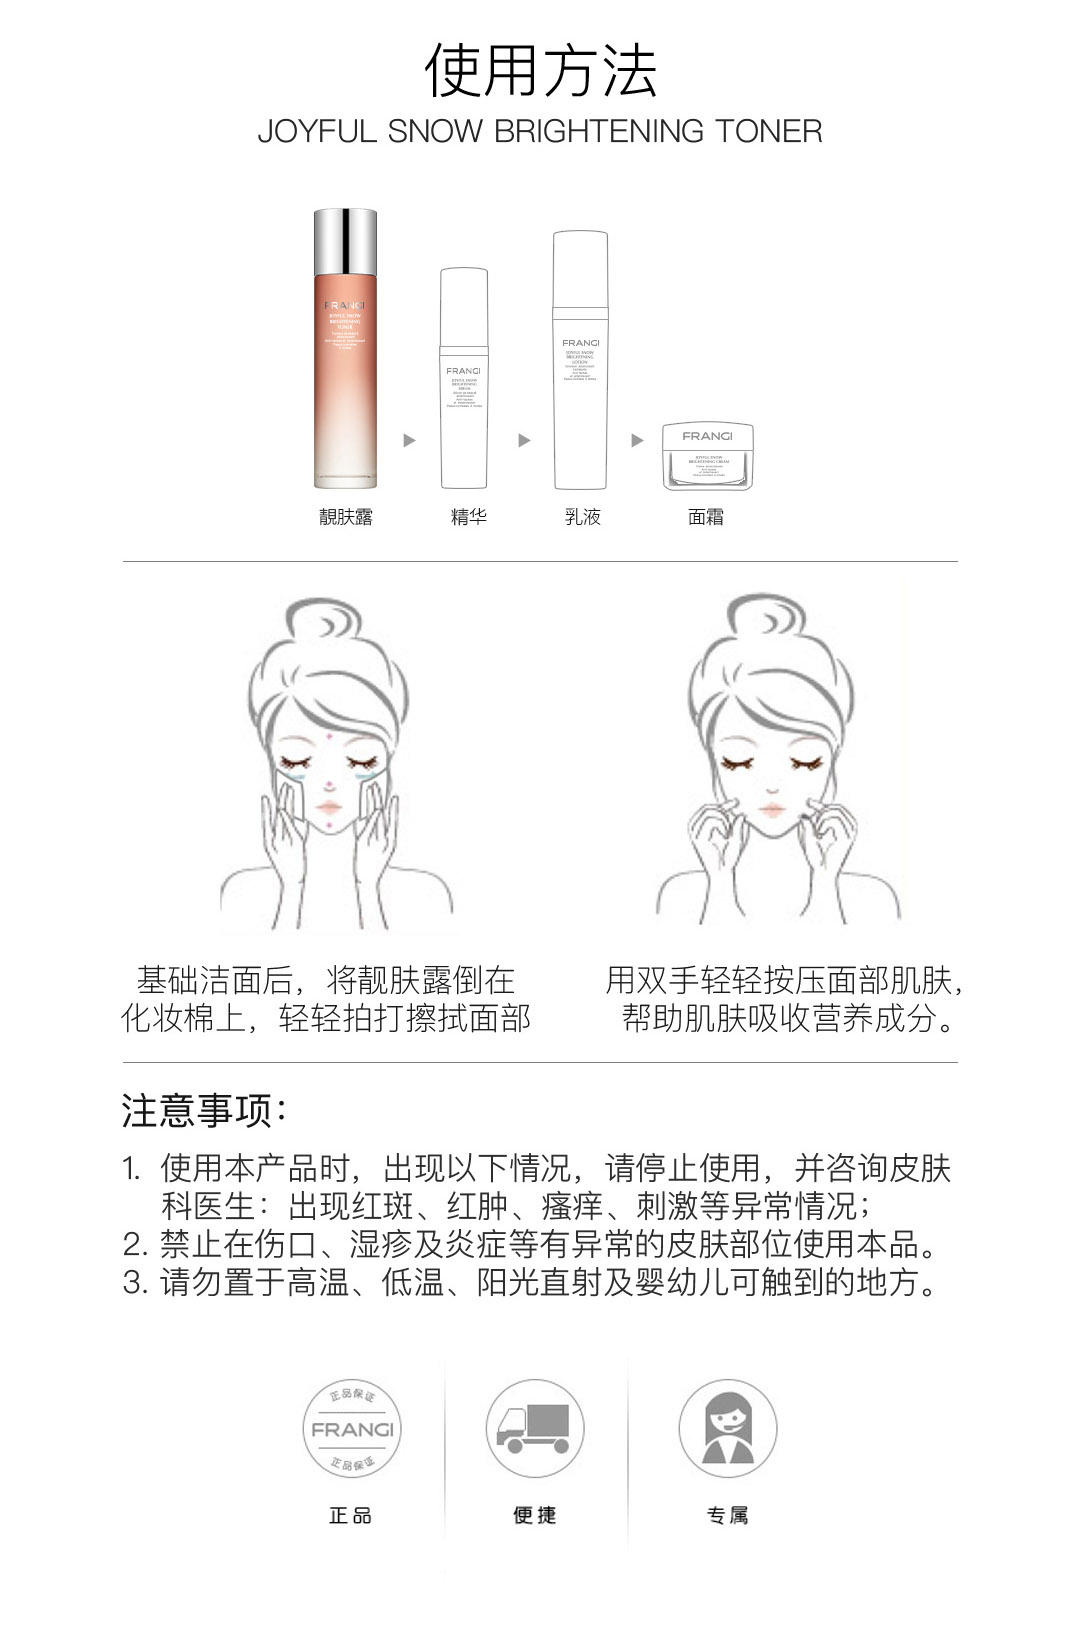 使用方法
JOYFUL SNOW BRIGHTENING TONER
FRANGI
JOYFUL SNOW
BRIGHTENING
TONER
FRANGI
JOYFUL SNOW
BRIGHTENING
SERUM
FRANGI
JOYFUL SNOW
BRIGHTENING
LOTION
FRANGI
JOYFUL SNOW
BRIGHTENING CREAM
靓肤露
精华
乳液
面霜
基础洁面后，将靓肤露倒在
化妆棉上，轻轻拍打擦拭面部
用双手轻轻按压面部肌肤，
帮助肌肤吸收营养成分。
注意事项：
1. 使用本产品时，出现以下情况，请停止使用，并咨询皮肤
科医生：出现红斑、红肿、瘙痒、刺激等异常情况；
2. 禁止在伤口、湿疹及炎症等有异常的皮肤部位使用本品。
3. 请勿置于高温、低温、阳光直射及婴幼儿可触到的地方。
正品保证
FRANGI
正品保证
正品
便捷
专属